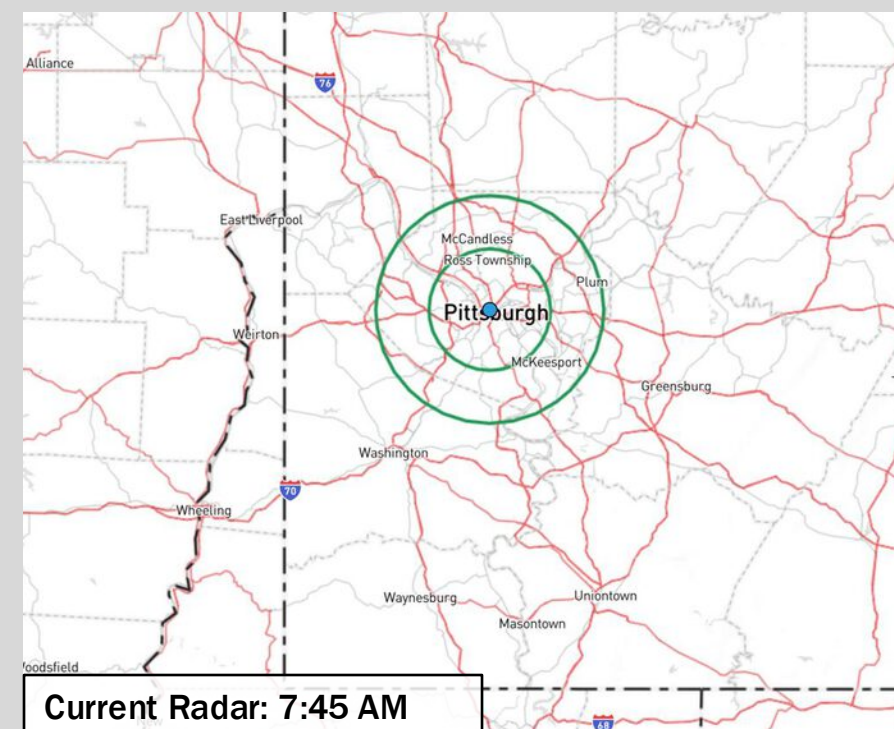 76
Alliance
East Liverpool
McCandless
Ross Township
Plum
Pittsburgh
Weirton
McKeesport
Greensburg
Washington
70
Wheeling
Waynesburg
Uniontown
Masontown
oodsfield
Current Radar: 7:45 AM
68